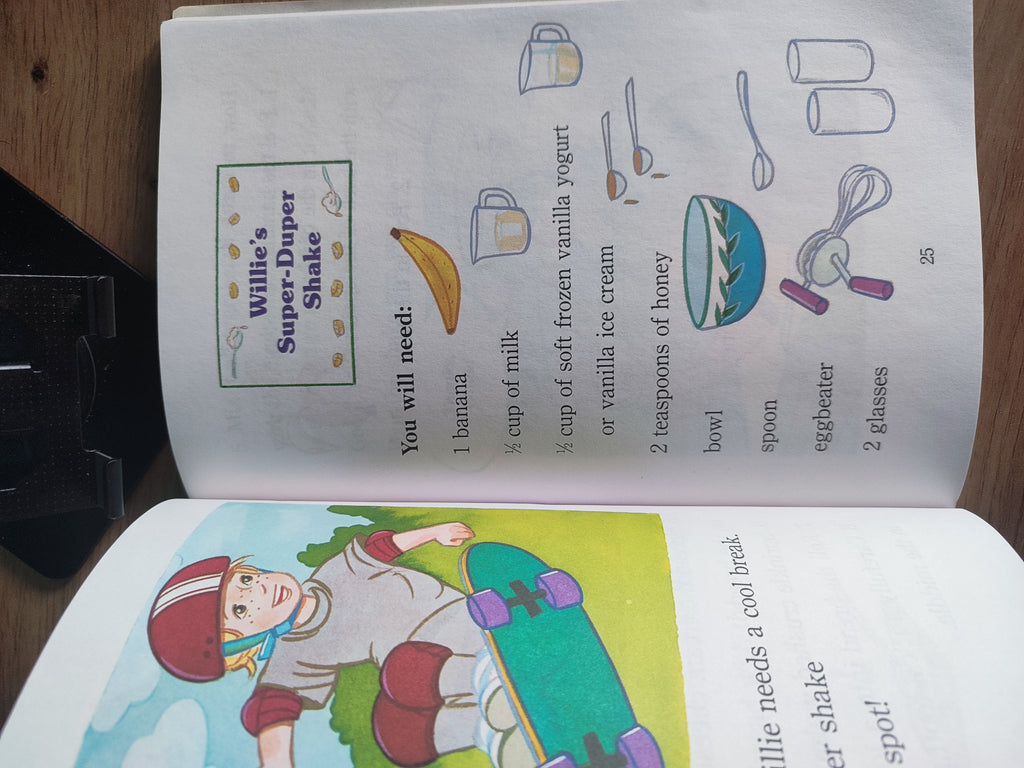 needs a cool break.
shake
spot!
Willie's
Super-Duper
Shake
You will need:
1 banana
½ cup of milk
½ cup of soft frozen vanilla yogurt
or vanilla ice cream
2 teaspoons of honey
bowl
spoon
eggbeater
2 glasses
25